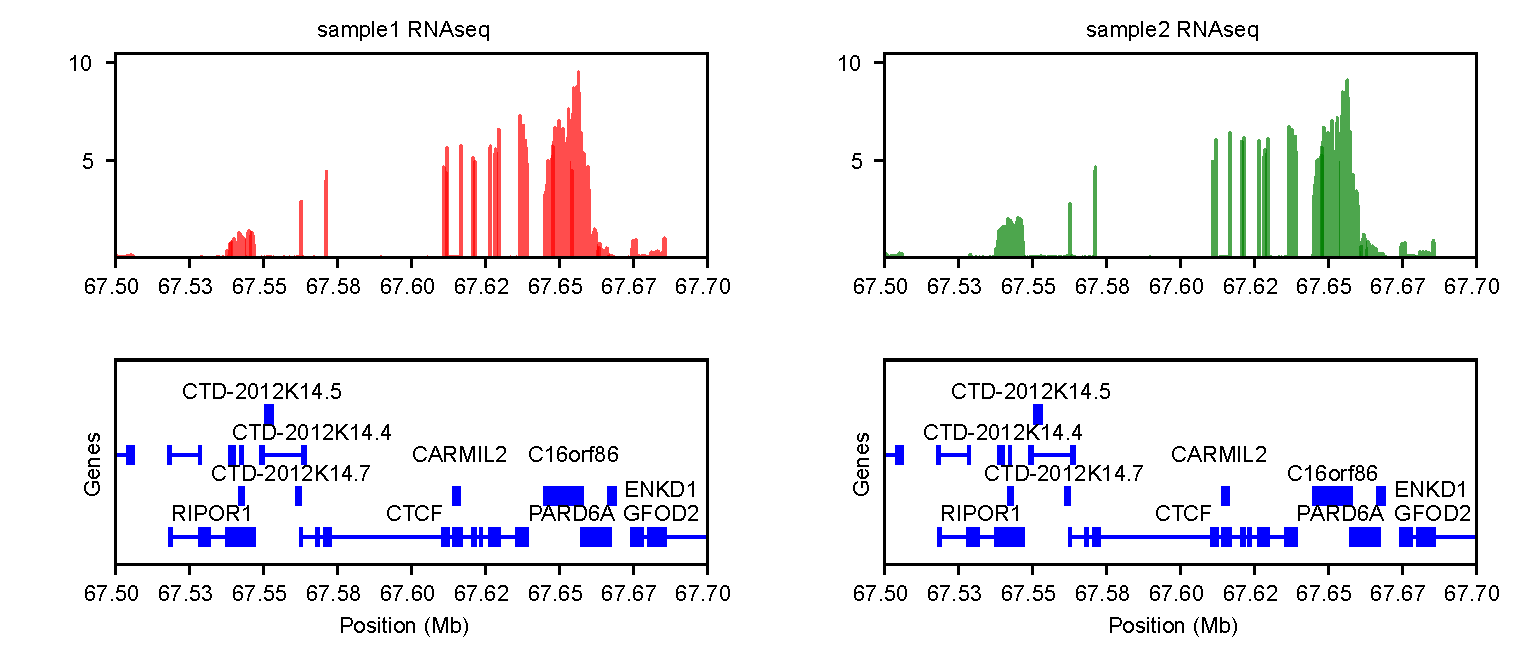 sample1 RNAseq
10
5
67.50 67.53 67.55 67.58 67.60 67.62 67.65 67.67 67.70
Genes
CTD-2012K14.5
CTD-2012K14.4
CARMIL2 C16orf86
CTD-2012K14.7
ENKD1
RIPOR1 CTCF PARD6A GFOD2
67.50 67.53 67.55 67.58 67.60 67.62 67.65 67.67 67.70
Position (Mb)
sample2 RNAseq
10
5
67.50 67.53 67.55 67.58 67.60 67.62 67.65 67.67 67.70
Genes
CTD-2012K14.5
CTD-2012K14.4
CARMIL2
CTD-2012K14.7 C16orf86
ENKD1
RIPOR1 CTCF PARD6A GFOD2
67.50 67.53 67.55 67.58 67.60 67.62 67.65 67.67 67.70
Position (Mb)